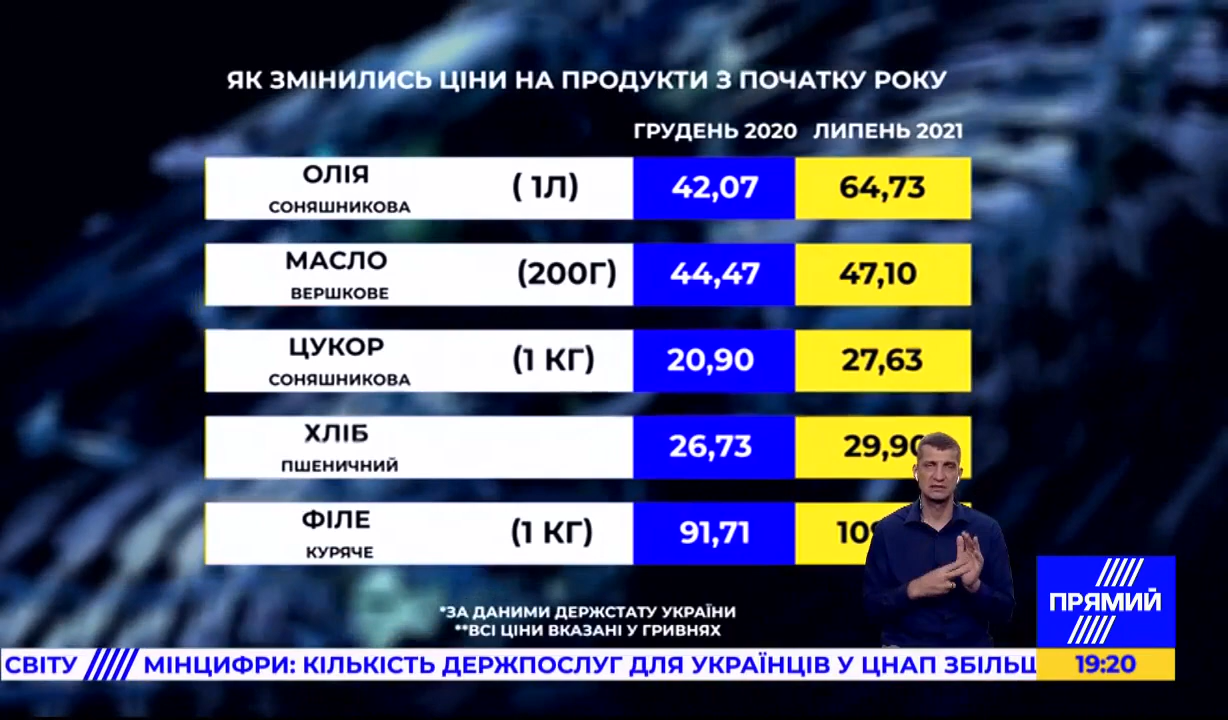 ЯК ЗМІНИЛИСЬ ЦІНИ НА ПРОДУКТИ З ПОЧАТКУ РОКУ
ГРУДЕНЬ 2020 ЛИПЕНЬ 2021
ОЛІЯ ( 1Л) 42,07 64,73
СОНЯШНИКОВА
МАСЛО (200Г) 44,47 47,10
ВЕРШКОВЕ
ЦУКОР (1 КГ) 20,90 27,63
СОНЯШНИКОВА
ХЛІБ 26,73 29,90
ПШЕНИЧНИЙ
ФІЛЕ (1 КГ) 91,71
КУРЯЧЕ
*ЗА ДАНИМИ ДЕРЖСТАТУ УКРАЇНИ
**ВСІ ЦІНИ ВКАЗАНІ У ГРИВНЯХ
ПРЯМИЙ
СВІТУ //// МІНЦИФРИ: КІЛЬКІСТЬ ДЕРЖПОСЛУГ ДЛЯ УКРАЇНЦІВ У ЦНАП ЗБІЛЬШ 19:20